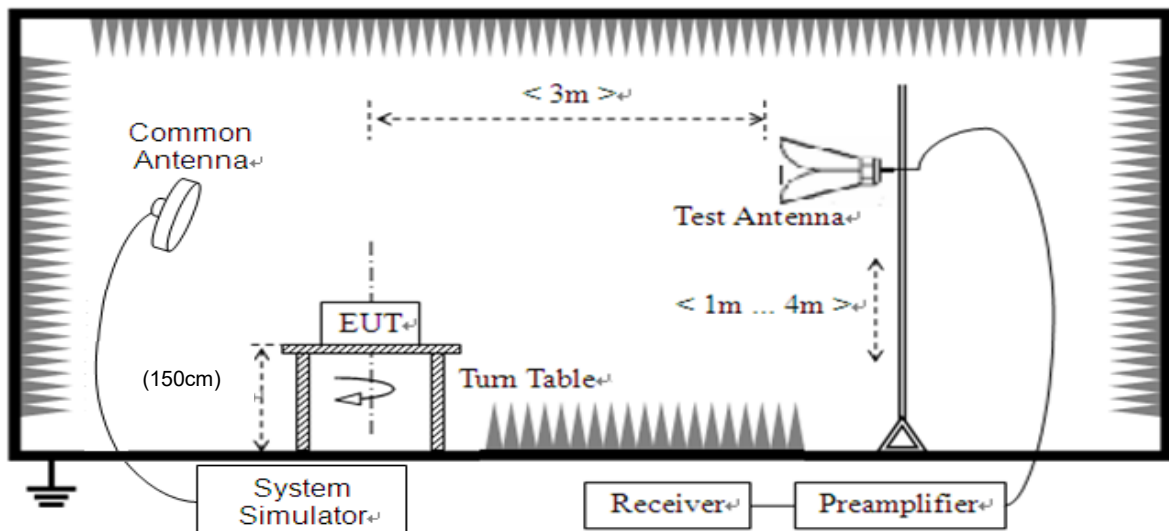 < 3m >
Common
Antenna
Test Antenna
< 1m ... 4m >
EUT
(150cm)
Turn Table
System
Simulator
Receiver
Preamplifier